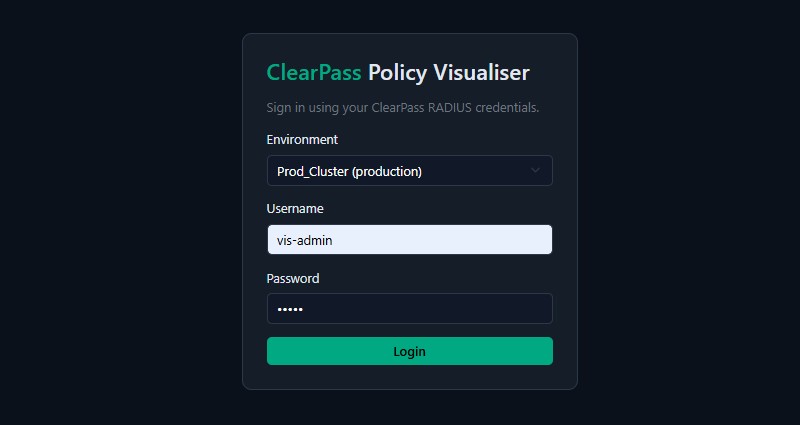 ClearPass Policy Visualiser
Sign in using your ClearPass RADIUS credentials.
Environment
Prod_Cluster (production)
Username
vis-admin
Password
•••••
Login